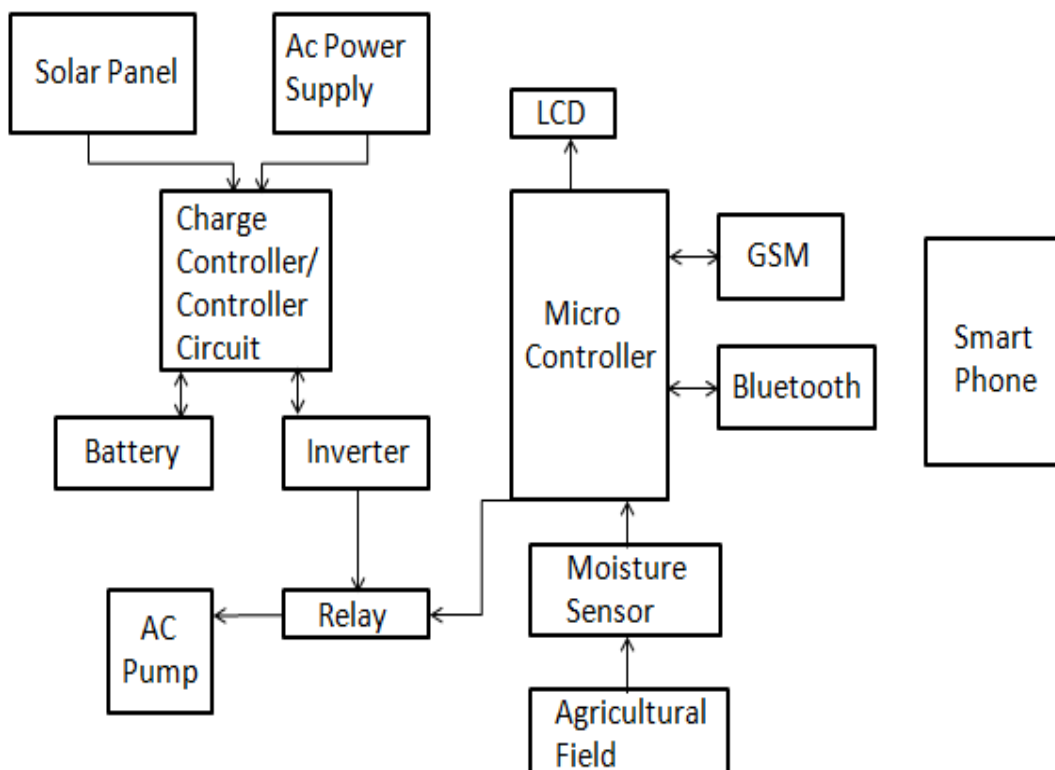 Solar Panel
Ac Power
Supply
LCD
Charge
Controller/
Controller
Circuit
Micro
Controller
GSM
Bluetooth
Smart
Phone
Battery
Inverter
Moisture
Sensor
Relay
AC
Pump
Agricultural
Field